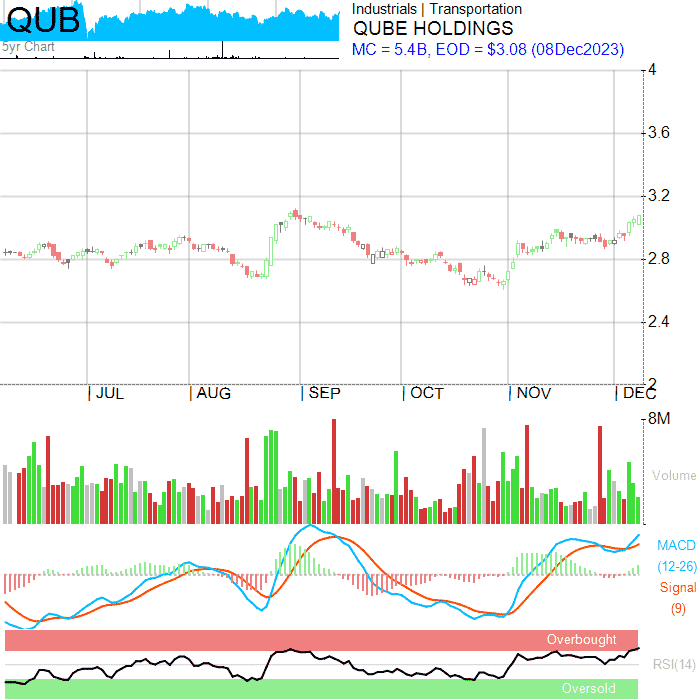 QUB
5yr Chart
Industrials | Transportation
QUBE HOLDINGS
MC = 5.4B, EOD = $3.08 (08Dec2023)
4
3.6
3.2
2.8
2.4
2
| JUL | AUG | SEP | OCT | NOV | DEC
8M
Volume
MACD
(12-26)
Signal
(9)
Overbought
RSI(14)
Oversold